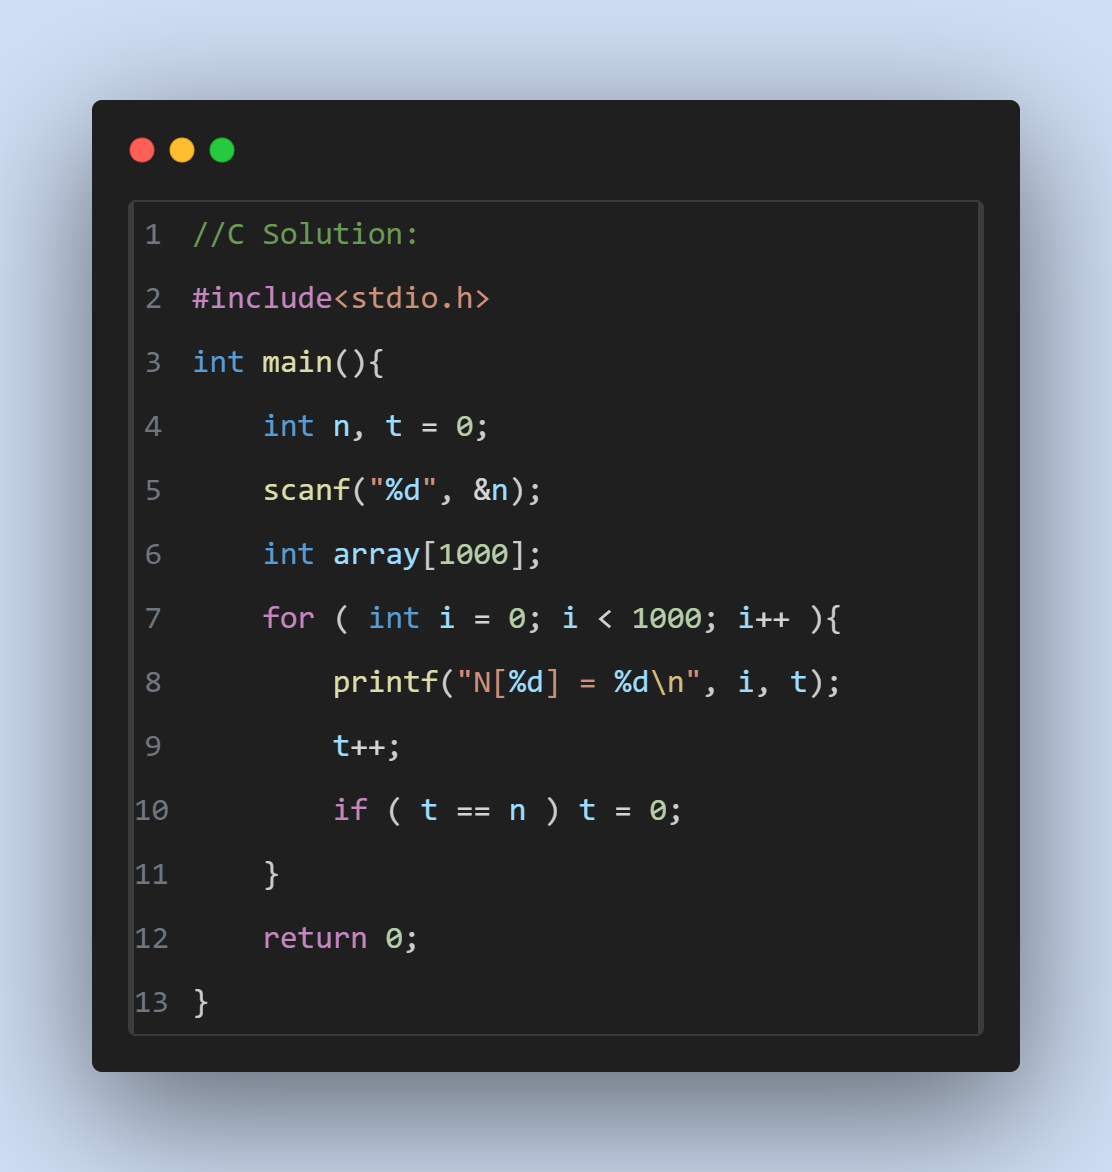 1 //C Solution:
2 #include<stdio.h>
3 int main(){
4     int n, t = 0;
5     scanf("%d", &n);
6     int array[1000];
7     for ( int i = 0; i < 1000; i++ ){
8         printf("N[%d] = %d\n", i, t);
9         t++;
10         if ( t == n ) t = 0;
11     }
12     return 0;
13 }